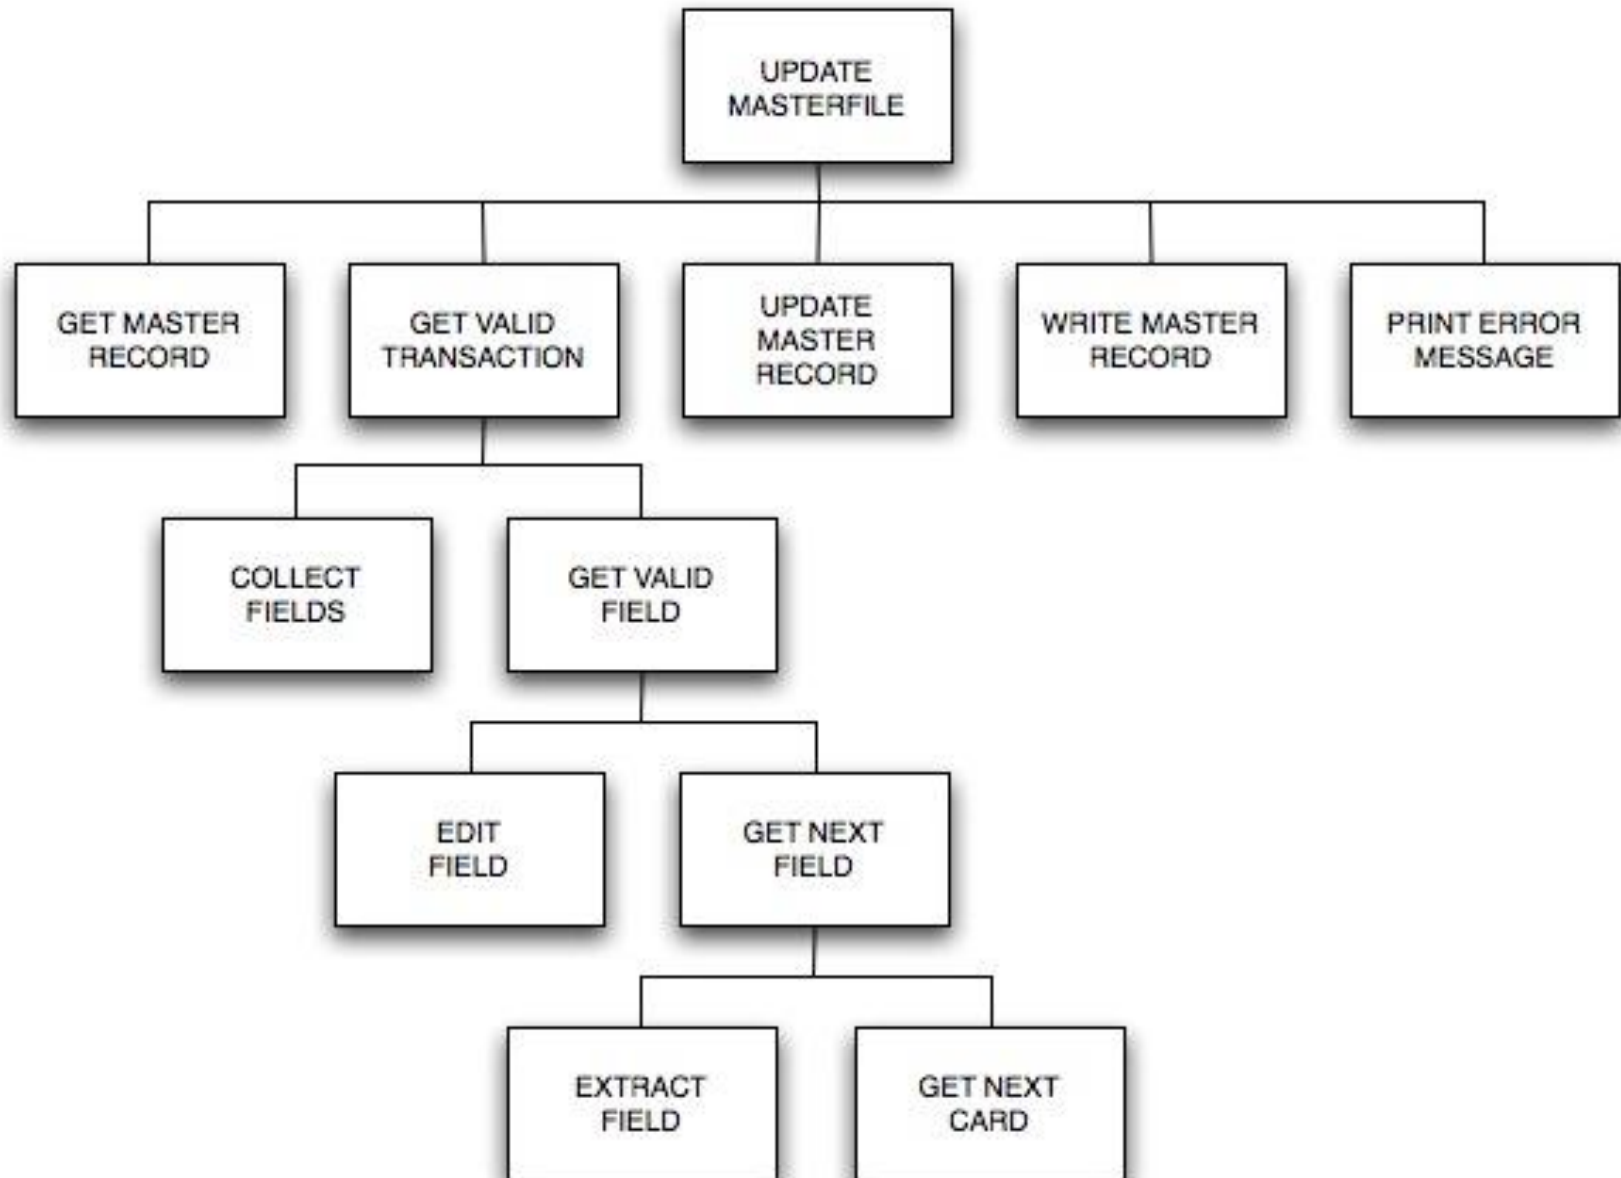 UPDATE
MASTERFILE
GET MASTER
RECORD
GET VALID
TRANSACTION
UPDATE
MASTER
RECORD
WRITE MASTER
RECORD
PRINT ERROR
MESSAGE
COLLECT
FIELDS
GET VALID
FIELD
EDIT
FIELD
GET NEXT
FIELD
EXTRACT
FIELD
GET NEXT
CARD